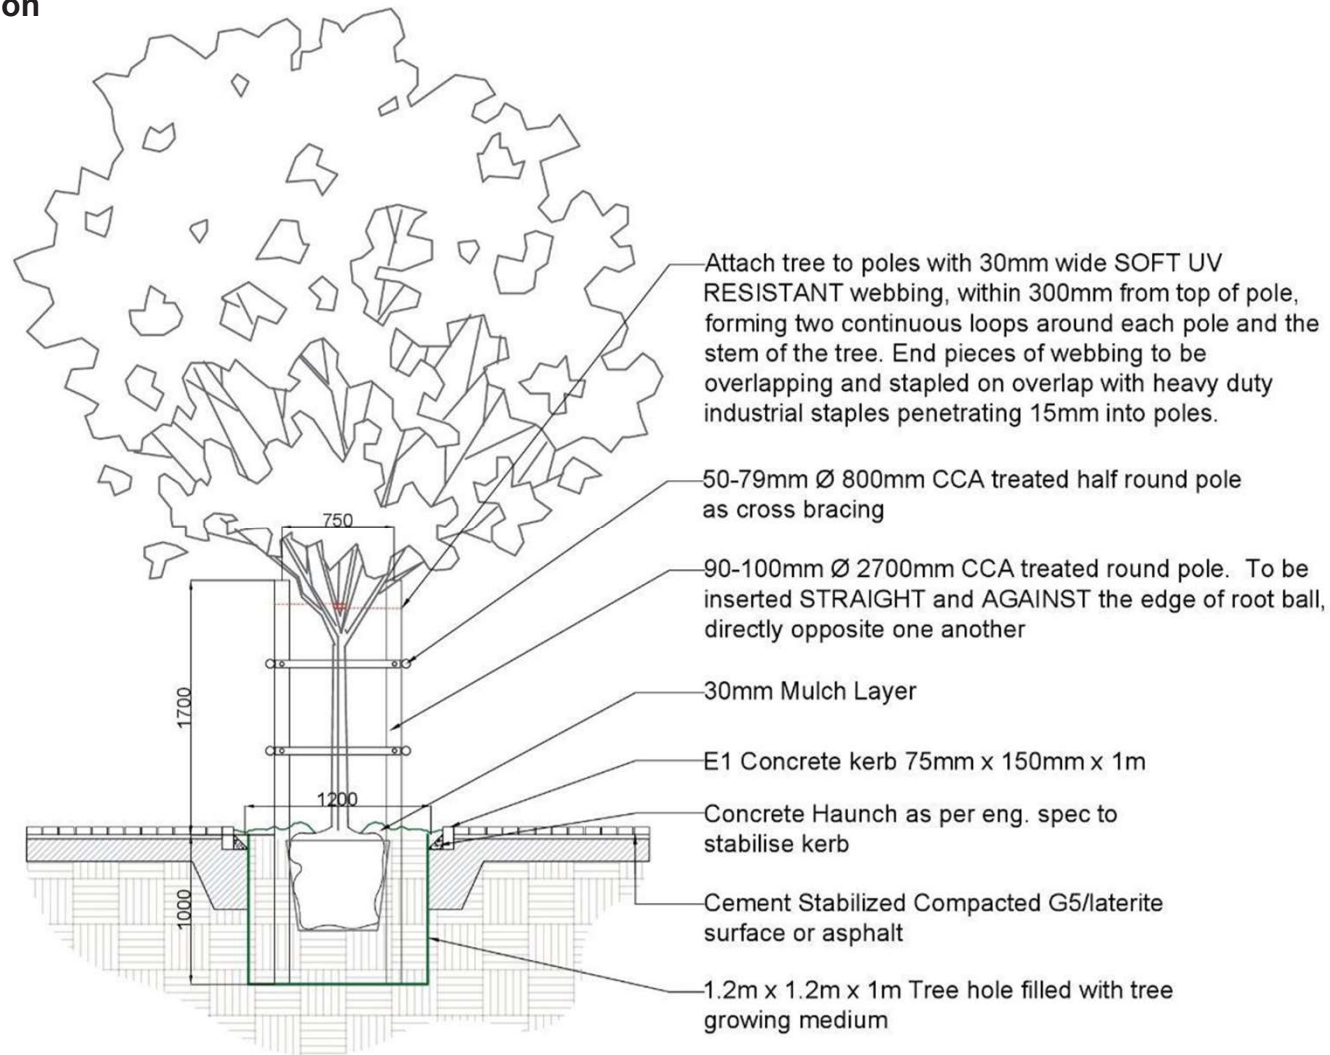 on
Attach tree to poles with 30mm wide SOFT UV
RESISTANT webbing, within 300mm from top of pole,
forming two continuous loops around each pole and the
stem of the tree. End pieces of webbing to be
overlapping and stapled on overlap with heavy duty
industrial staples penetrating 15mm into poles.
50-79mm Ø 800mm CCA treated half round pole
as cross bracing
750
90-100mm Ø 2700mm CCA treated round pole. To be
inserted STRAIGHT and AGAINST the edge of root ball,
directly opposite one another
1700
30mm Mulch Layer
E1 Concrete kerb 75mm x 150mm x 1m
1200
Concrete Haunch as per eng. spec to
stabilise kerb
1000
Cement Stabilized Compacted G5/laterite
surface or asphalt
1.2m x 1.2m x 1m Tree hole filled with tree
growing medium